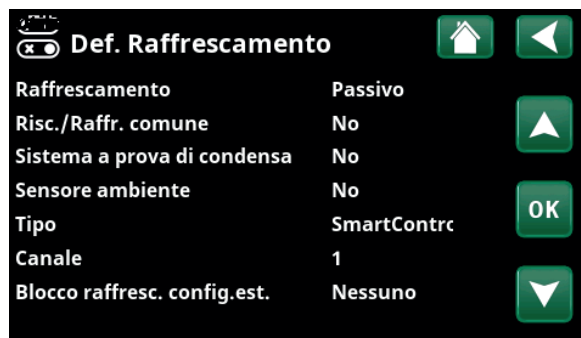 Def. Raffrescamento
Raffrescamento Passivo
Risc./Raffr. comune No
Sistema a prova di condensa No
Sensore ambiente No
OK
Tipo SmartContrc
Canale 1
Blocco raffresc. config.est. Nessuno